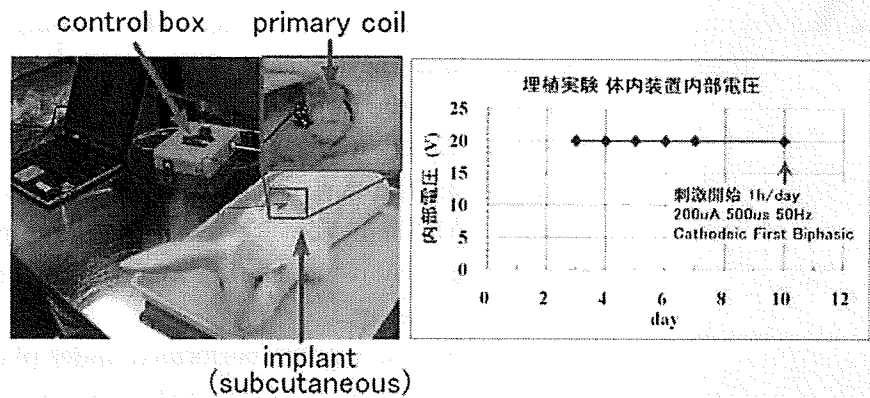 control box
primary coil
implant
(subcutaneous)
埋植実験 体内装置内部電圧
内部電圧 (V)
25
20
15
10
5
0
刺激開始 1h/day
200uA 500us 50Hz
Cathodeic First Biphasic
0 2 4 6 8 10 12
day